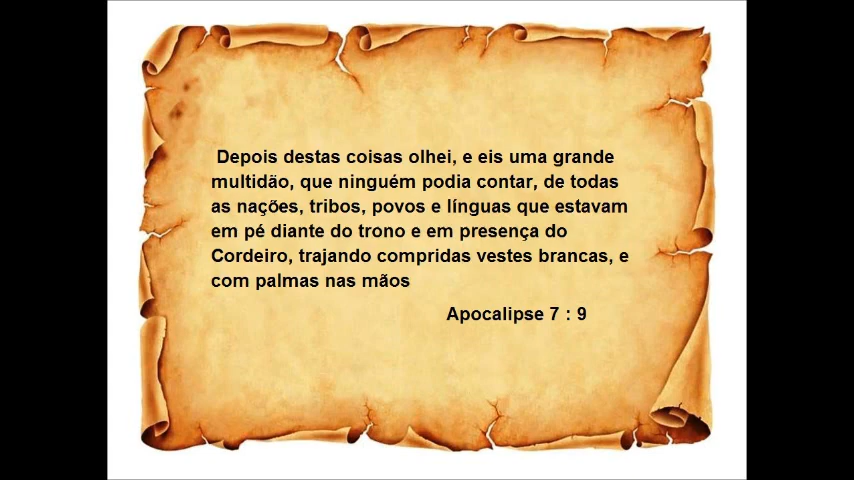 Depois destas coisas olhei, e eis uma grande
multidão, que ninguém podia contar, de todas
as nações, tribos, povos e línguas que estavam
em pé diante do trono e em presença do
Cordeiro, trajando compridas vestes brancas, e
com palmas nas mãos
Apocalipse 7 : 9